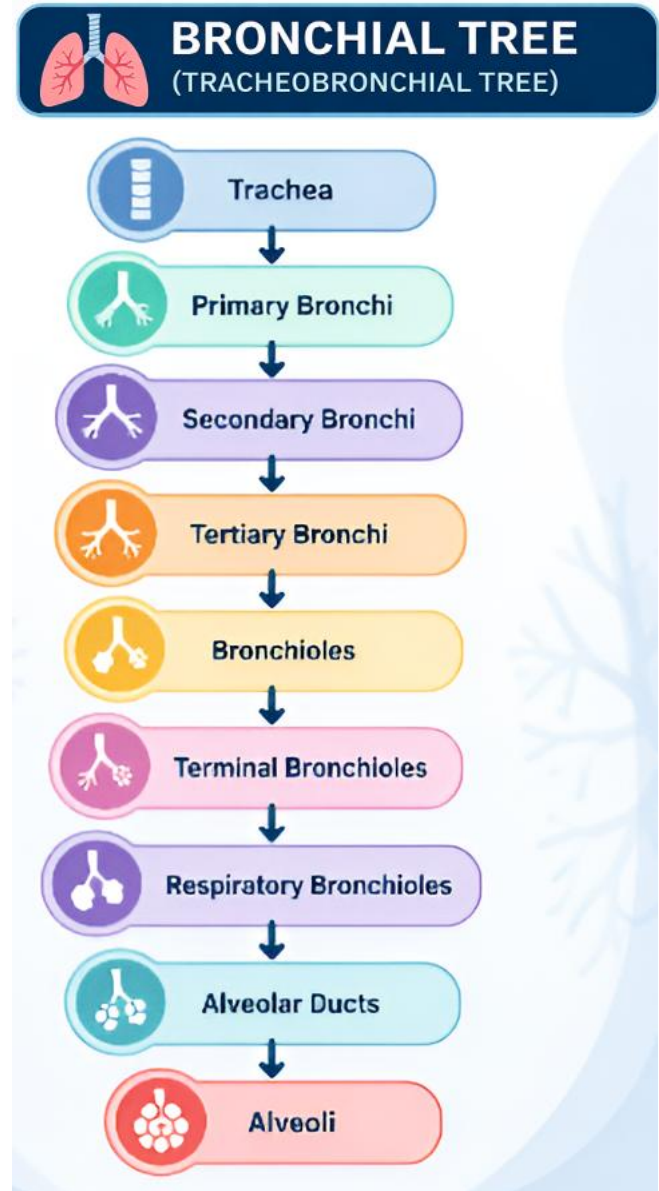 BRONCHIAL TREE
(TRACHEOBRONCHIAL TREE)
Trachea
Primary Bronchi
Secondary Bronchi
Tertiary Bronchi
Bronchioles
Terminal Bronchioles
Respiratory Bronchioles
Alveolar Ducts
Alveoli